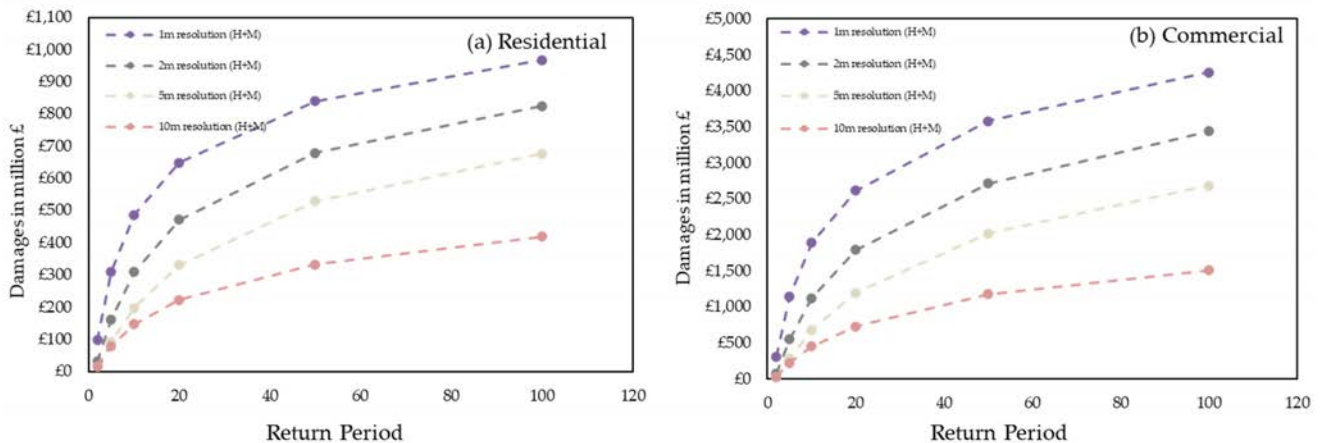 £1,100
£1,000
£900
£800
£700
£600
£500
£400
£300
£200
£100
£0
Damages in million £
1m resolution (H+M)
2m resolution (H+M)
5m resolution (H+M)
10m resolution (H+M)
(a) Residential
0 20 40 60 80 100 120
Return Period
£5,000
£4,500
£4,000
£3,500
£3,000
£2,500
£2,000
£1,500
£1,000
£500
£0
Damages in million £
1m resolution (H+M)
2m resolution (H+M)
5m resolution (H+M)
10m resolution (H+M)
(b) Commercial
0 20 40 60 80 100 120
Return Period